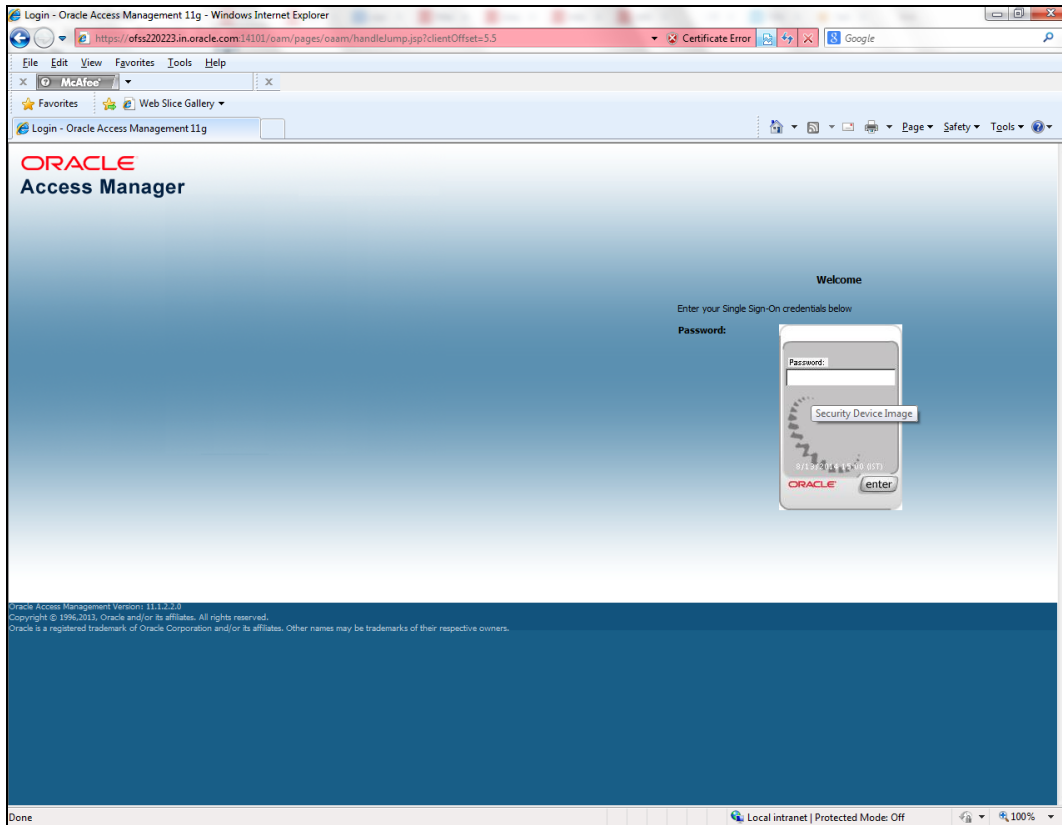 Login - Oracle Access Management 11g - Windows Internet Explorer
https://ofss220223.in.oracle.com:14101/oam/pages/oaam/handleJump.jsp?clientOffset=5.5
Certificate Error
Google
File Edit View Favorites Tools Help
X McAfee X
Favorites Web Slice Gallery
Login - Oracle Access Management 11g
Page Safety Tools
ORACLE
Access Manager
Welcome
Enter your Single Sign-On credentials below
Password:
Password:
Security Device Image
ORACLE enter
Oracle Access Management Version: 11.1.2.2.0
Copyright © 1996,2013, Oracle and/or its affiliates. All rights reserved.
Oracle is a registered trademark of Oracle Corporation and/or its affiliates. Other names may be trademarks of their respective owners.
Done
Local intranet | Protected Mode: Off
100%